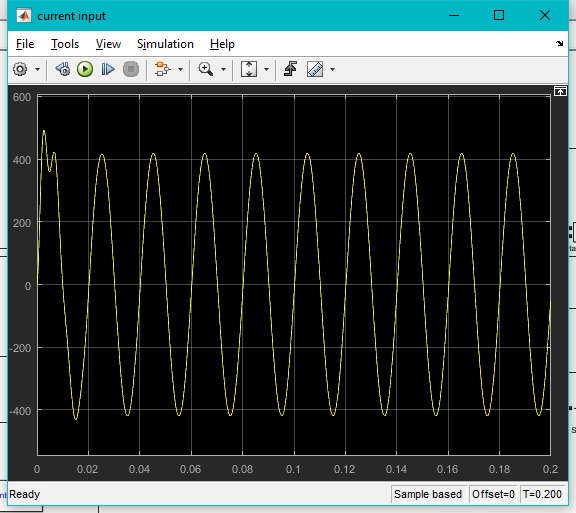 current input
File Tools View Simulation Help
600
400
200
0
-200
-400
0 0.02 0.04 0.06 0.08 0.1 0.12 0.14 0.16 0.18 0.2
Ready Sample based Offset=0 T=0.200